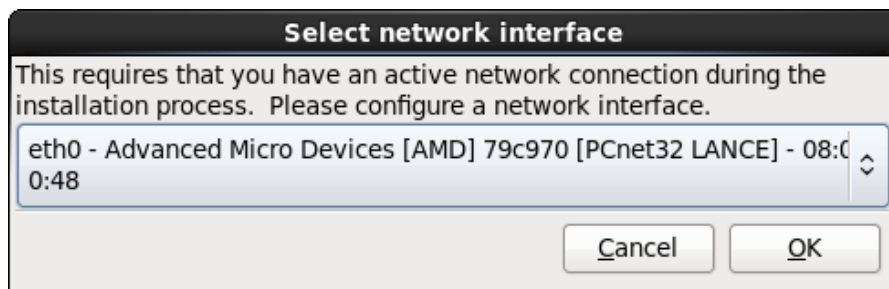 Select network interface
This requires that you have an active network connection during the
installation process.  Please configure a network interface.
eth0 - Advanced Micro Devices [AMD] 79c970 [PCnet32 LANCE] - 08:
0:48
Cancel
OK